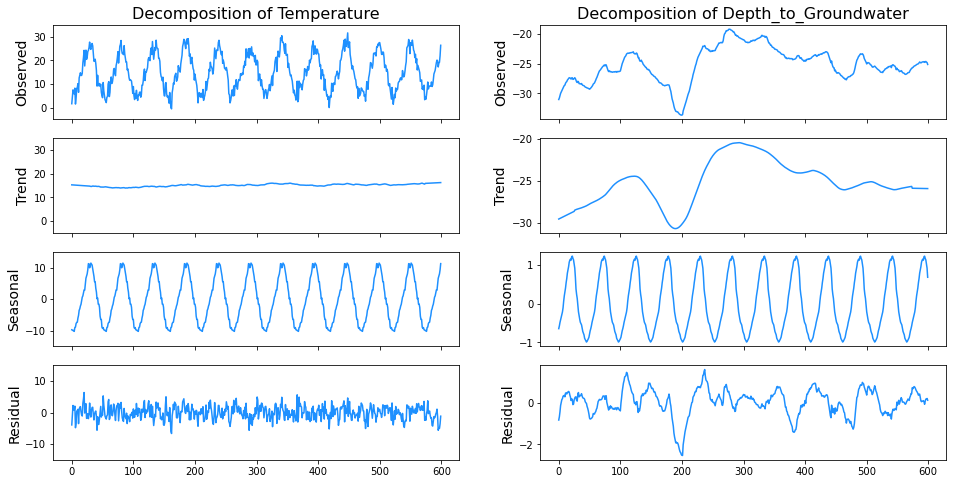 Decomposition of Temperature
Observed
30
20
10
0
Trend
30
20
10
0
Seasonal
10
0
−10
Residual
10
0
−10
0 100 200 300 400 500 600
Decomposition of Depth_to_Groundwater
Observed
−20
−25
−30
Trend
−20
−25
−30
Seasonal
1
0
−1
Residual
0
−2
0 100 200 300 400 500 600